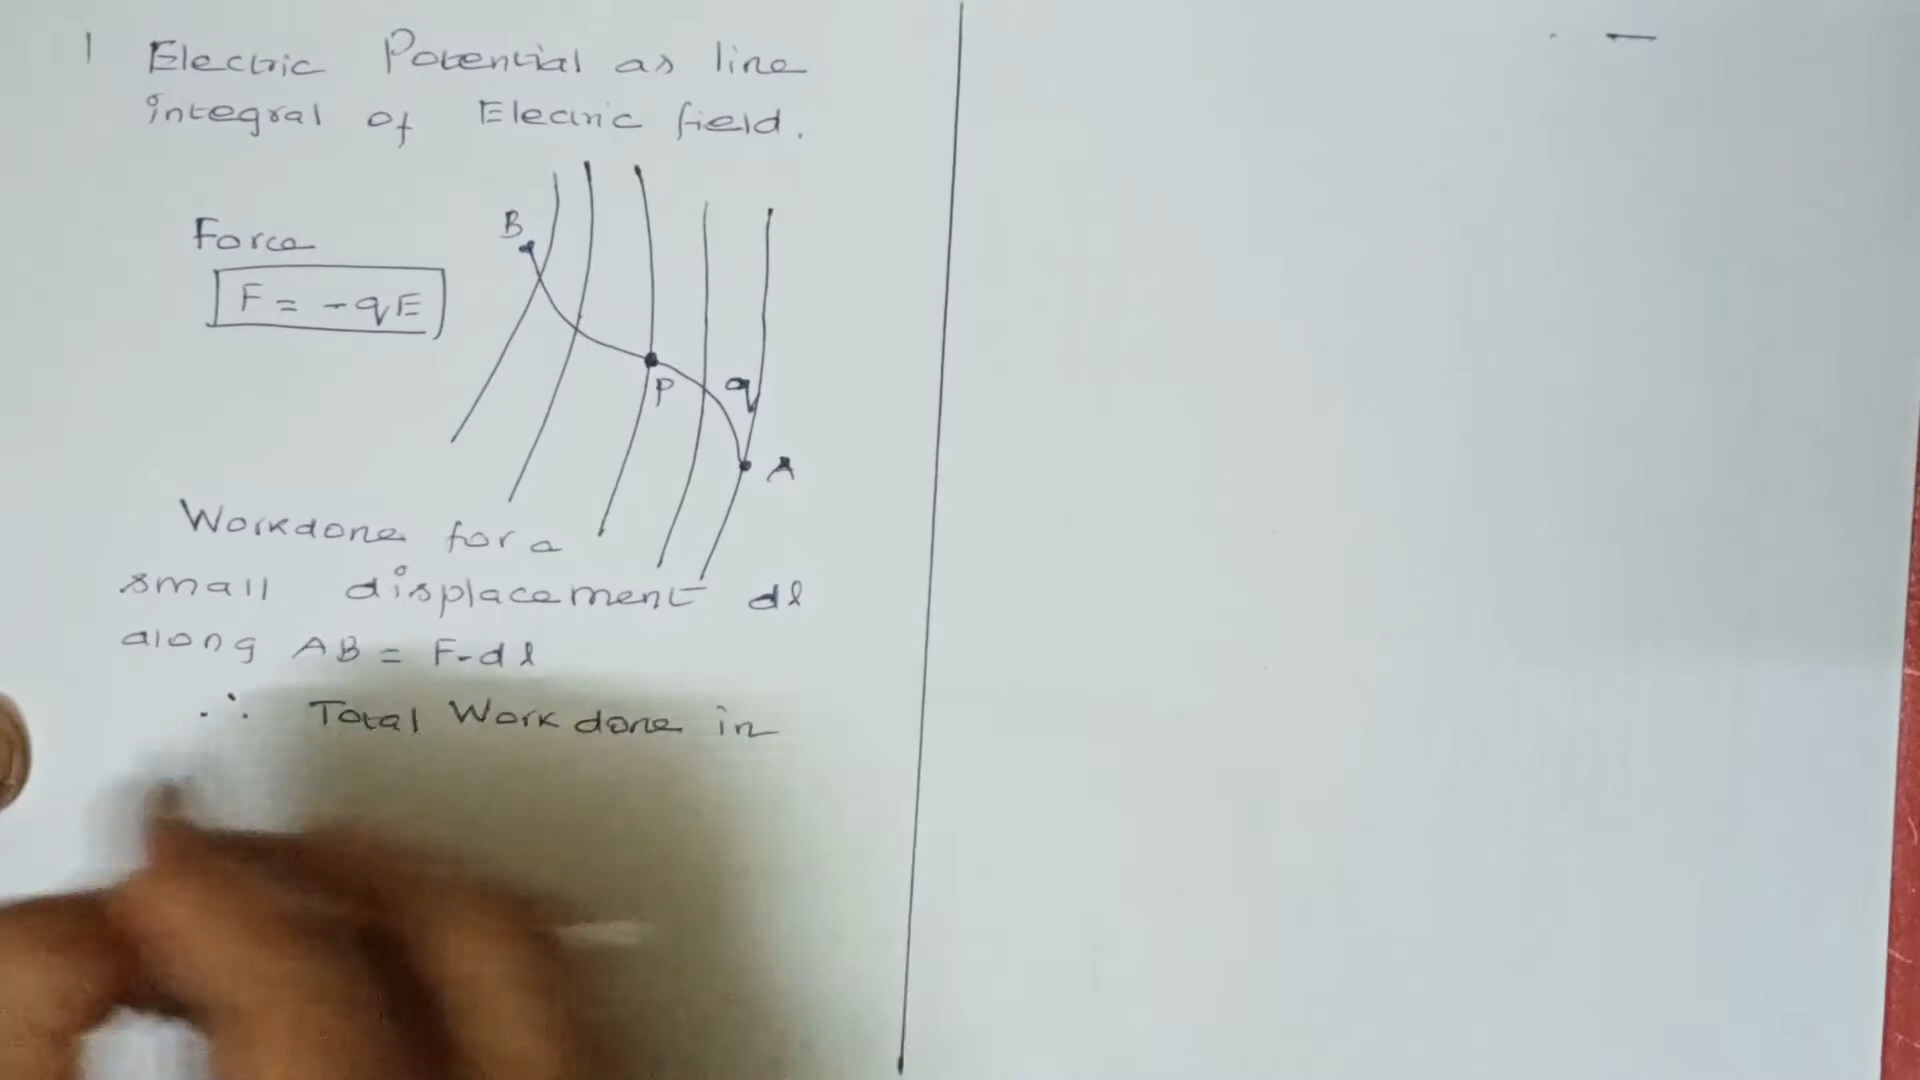 1 Electric Potential as line
integral of Electric field.
Force
F = -qE
B
P
q
A
Workdone for a
small displacement dl
along AB = F-dl
∴ Total Work done in